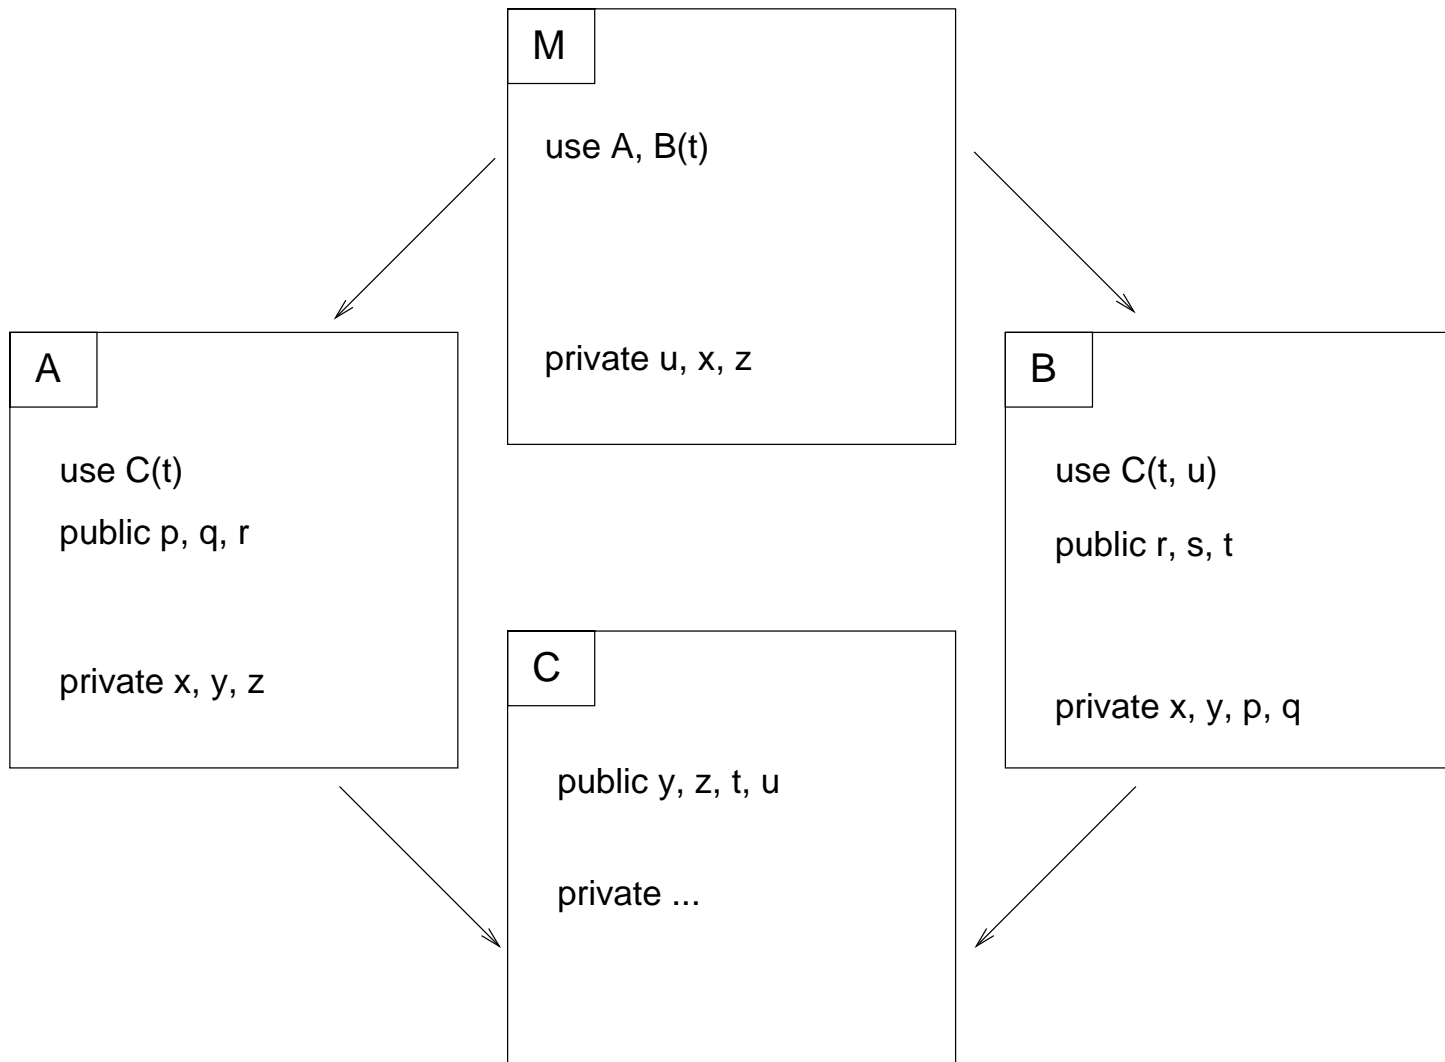 M
use A, B(t)
private u, x, z
A
use C(t)
public p, q, r
private x, y, z
B
use C(t, u)
public r, s, t
private x, y, p, q
C
public y, z, t, u
private ...